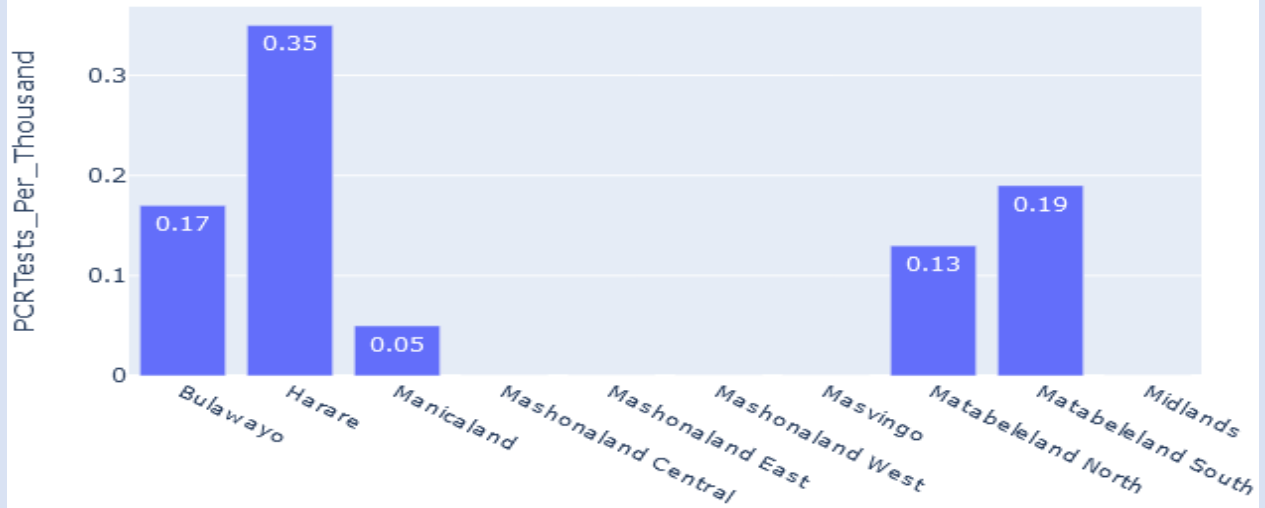 PCRTests_Per_Thousand
0.3
0.2
0.1
0
0.17
0.35
0.05
0.13
0.19
Bulawayo
Harare
Manicaland
Mashonaland Central
Mashonaland East
Mashonaland West
Masvingo
Matabeleland North
Matabeleland South
Midlands